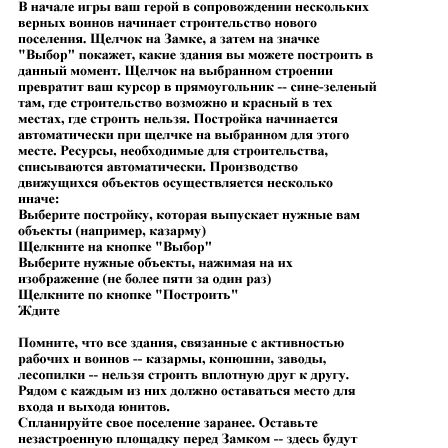 В начале игры ваш герой в сопровождении нескольких
верных воинов начинает строительство нового
поселения. Щелчок на Замке, а затем на значке
"Выбор" покажет, какие здания вы можете построить в
данный момент. Щелчок на выбранном строении
превратит ваш курсор в прямоугольник -- сине-зеленый
там, где строительство возможно и красный в тех
местах, где строить нельзя. Постройка начинается
автоматически при щелчке на выбранном для этого
месте. Ресурсы, необходимые для строительства,
списываются автоматически. Производство
движущихся объектов осуществляется несколько
иначе:
Выберите постройку, которая выпускает нужные вам
объекты (например, казарму)
Щелкните на кнопке "Выбор"
Выберите нужные объекты, нажимая на их
изображение (не более пяти за один раз)
Щелкните по кнопке "Построить"
Ждите
Помните, что все здания, связанные с активностью
рабочих и воинов -- казармы, конюшни, заводы,
лесопилки -- нельзя строить вплотную друг к другу.
Рядом с каждым из них должно оставаться место для
входа и выхода юнитов.
Спланируйте свое поселение заранее. Оставьте
незастроенную площадку перед Замком -- здесь будут